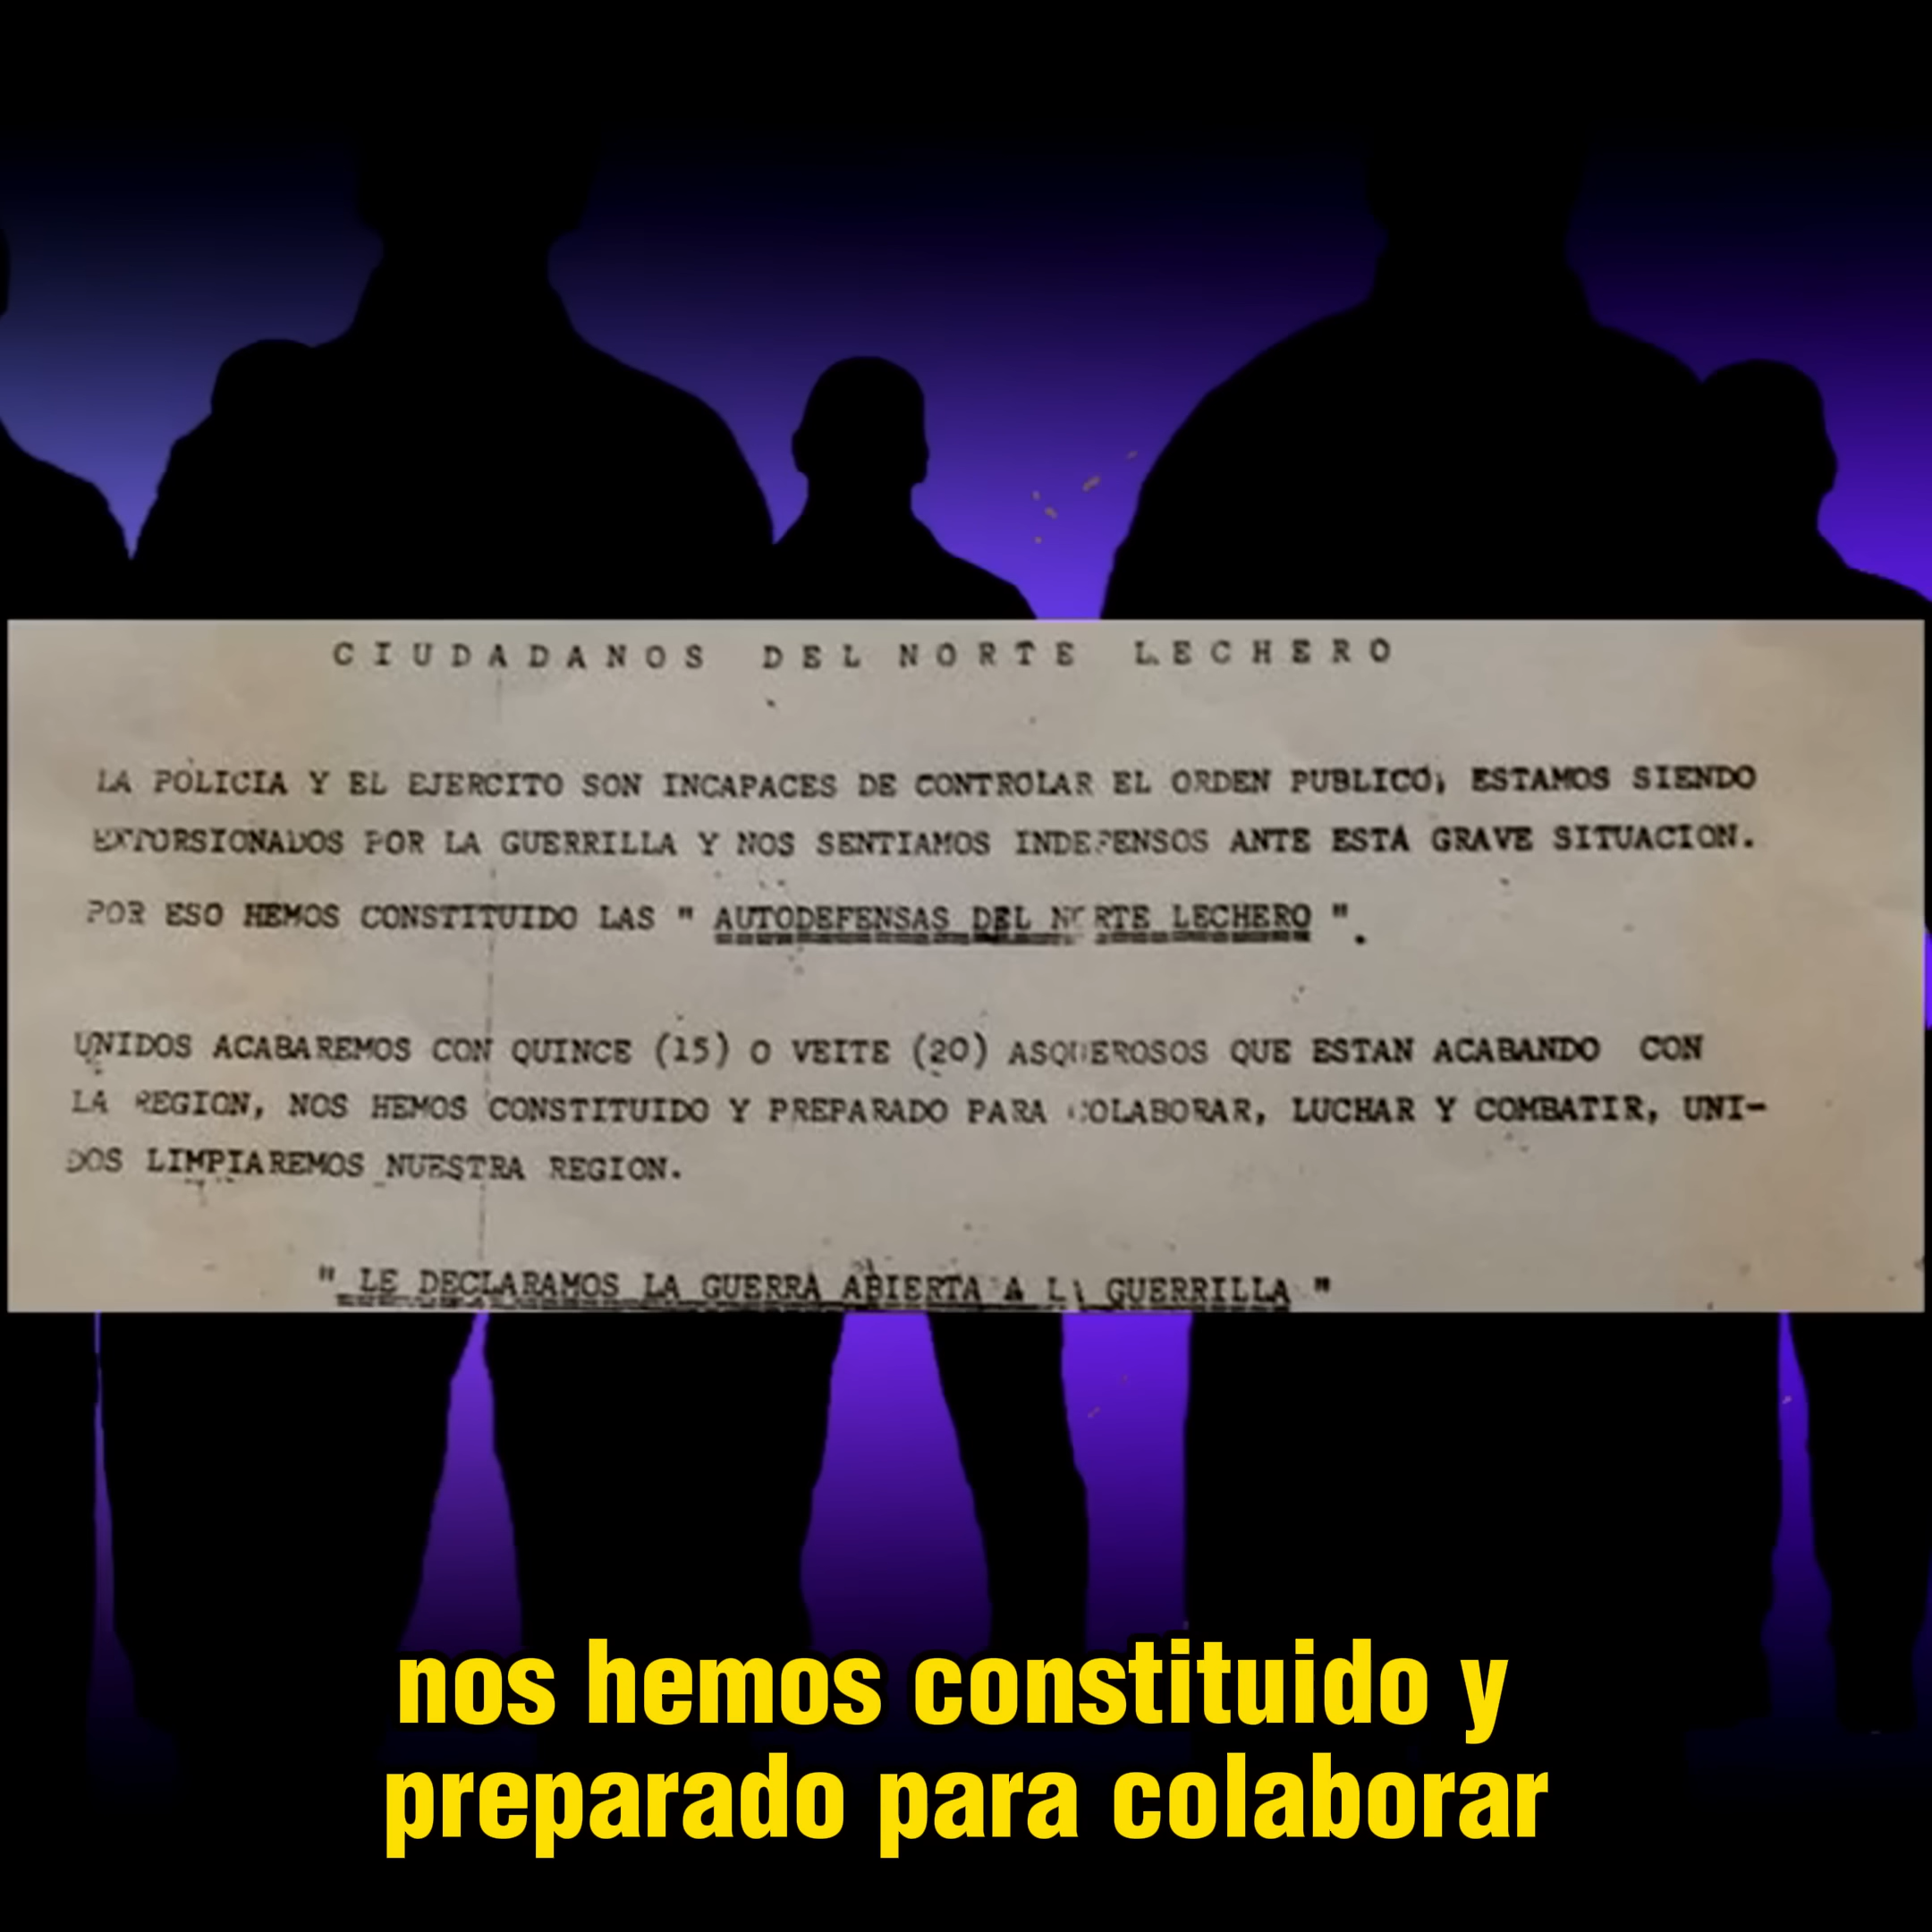 CIUDADANOS DEL NORTE LECHERO
LA POLICIA Y EL EJERCITO SON INCAPACES DE CONTROLAR EL ORDEN PUBLICO, ESTAMOS SIENDO
EXTORSIONADOS POR LA GUERRILLA Y NOS SENTIAMOS INDEFENSOS ANTE ESTA GRAVE SITUACION.
POR ESO HEMOS CONSTITUIDO LAS " AUTODEFENSAS DEL NORTE LECHERO ".
UNIDOS ACABAREMOS CON QUINCE (15) O VEITE (20) ASQUEROSOS QUE ESTAN ACABANDO CON
LA REGION, NOS HEMOS CONSTITUIDO Y PREPARADO PARA COLABORAR, LUCHAR Y COMBATIR, UNI-
DOS LIMPIAREMOS NUESTRA REGION.
" LE DECLARAMOS LA GUERRA ABIERTA A LA GUERRILLA "
nos hemos constituido y
preparado para colaborar